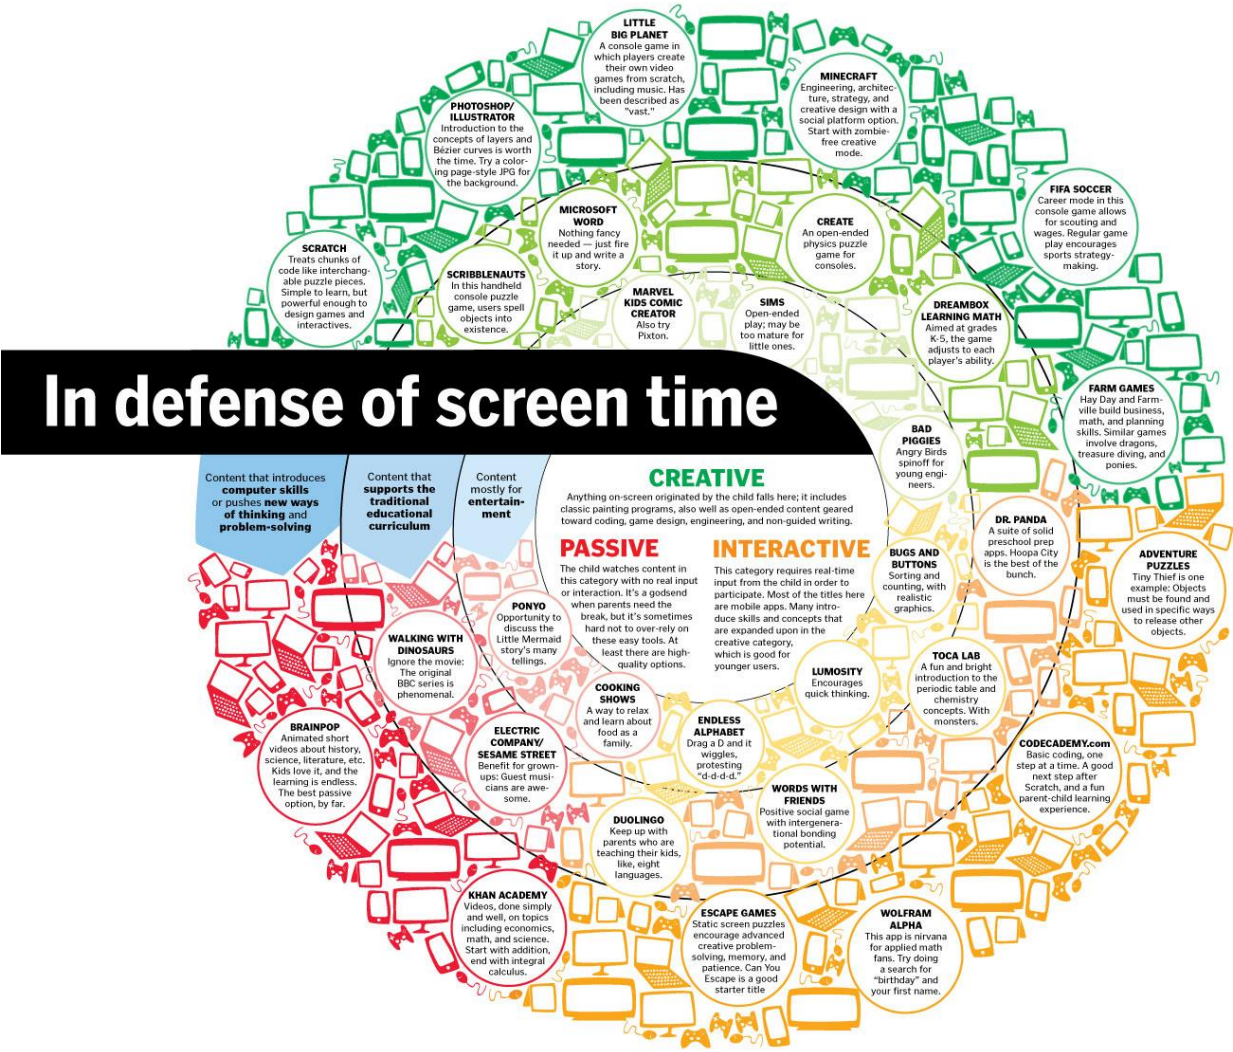 LITTLE
BIG PLANET
A console game in
which players create
their own video
games from scratch,
including music. Has
been described as
"vast."
MINECRAFT
Engineering, architec-
ture, strategy, and
creative design with a
social platform option.
Start with zombie-
free creative
mode.
PHOTOSHOP/
ILLUSTRATOR
Introduction to the
concepts of layers and
Bézier curves is worth
the time. Try a color-
ing page-style JPG for
the background.
FIFA SOCCER
Career mode in this
console game allows
for scouting and
wages. Regular game
play encourages
sports strategy-
making.
MICROSOFT
WORD
Nothing fancy
needed — just fire
it up and write a
story.
CREATE
An open-ended
physics puzzle
game for
consoles.
SCRATCH
Treats chunks of
code like interchang-
able puzzle pieces.
Simple to learn, but
powerful enough to
design games and
interactives.
SCRIBBLENAUTS
In this handheld
console puzzle
game, users spell
objects into
existence.
MARVEL
KIDS COMIC
CREATOR
Also try
Pixton.
SIMS
Open-ended
play; may be
too mature for
little ones.
DREAMBOX
LEARNING MATH
Aimed at grades
K-5, the game
adjusts to each
player's ability.
In defense of screen time
FARM GAMES
Hay Day and Farm-
ville build business,
math, and planning
skills. Similar games
involve dragons,
treasure diving, and
ponies.
BAD
PIGGIES
Angry Birds
spinoff for
young engi-
neers.
Content that introduces
computer skills
or pushes new ways
of thinking and
problem-solving
Content that
supports the
traditional
educational
curriculum
Content
mostly for
entertain-
ment
CREATIVE
Anything on-screen originated by the child falls here; it includes
classic painting programs, also well as open-ended content geared
toward coding, game design, engineering, and non-guided writing.
PASSIVE
The child watches content in
this category with no real input
or interaction. It's a godsend
when parents need the
break, but it's sometimes
hard not to over-rely on
these easy tools. At
least there are high-
quality options.
INTERACTIVE
This category requires real-time
input from the child in order to
participate. Most of the titles here
are mobile apps. Many intro-
duce skills and concepts that
are expanded upon in the
creative category,
which is good for
younger users.
DR. PANDA
A suite of solid
preschool prep
apps. Hoopa City
is the best of the
bunch.
BUGS AND
BUTTONS
Sorting and
counting, with
realistic
graphics.
ADVENTURE
PUZZLES
Tiny Thief is one
example: Objects
must be found and
used in specific ways
to release other
objects.
PONYO
Opportunity to
discuss the
Little Mermaid
story's many
tellings.
WALKING WITH
DINOSAURS
Ignore the movie:
The original
BBC series is
phenomenal.
LUMOSITY
Encourages
quick thinking.
TOCA LAB
A fun and bright
introduction to the
periodic table and
chemistry
concepts. With
monsters.
COOKING
SHOWS
A way to relax
and learn about
food as a
family.
BRAINPOP
Animated short
videos about history,
science, literature, etc.
Kids love it, and the
learning is endless.
The best passive
option, by far.
ELECTRIC
COMPANY/
SESAME STREET
Benefit for grown-
ups: Guest musi-
cians are awe-
some.
ENDLESS
ALPHABET
Drag a D and it
wiggles,
protesting
"d-d-d-d."
CODECADEMY.com
Basic coding, one
step at a time. A good
next step after
Scratch, and a fun
parent-child learning
experience.
WORDS WITH
FRIENDS
Positive social game
with intergenera-
tional bonding
potential.
DUOLINGO
Keep up with
parents who are
teaching their kids,
like, eight
languages.
KHAN ACADEMY
Videos, done simply
and well, on topics
including economics,
math, and science.
Start with addition,
end with integral
calculus.
ESCAPE GAMES
Static screen puzzles
encourage advanced
creative problem-
solving, memory, and
patience. Can You
Escape is a good
starter title
WOLFRAM
ALPHA
This app is nirvana
for applied math
fans. Try doing
a search for
"birthday" and
your first name.